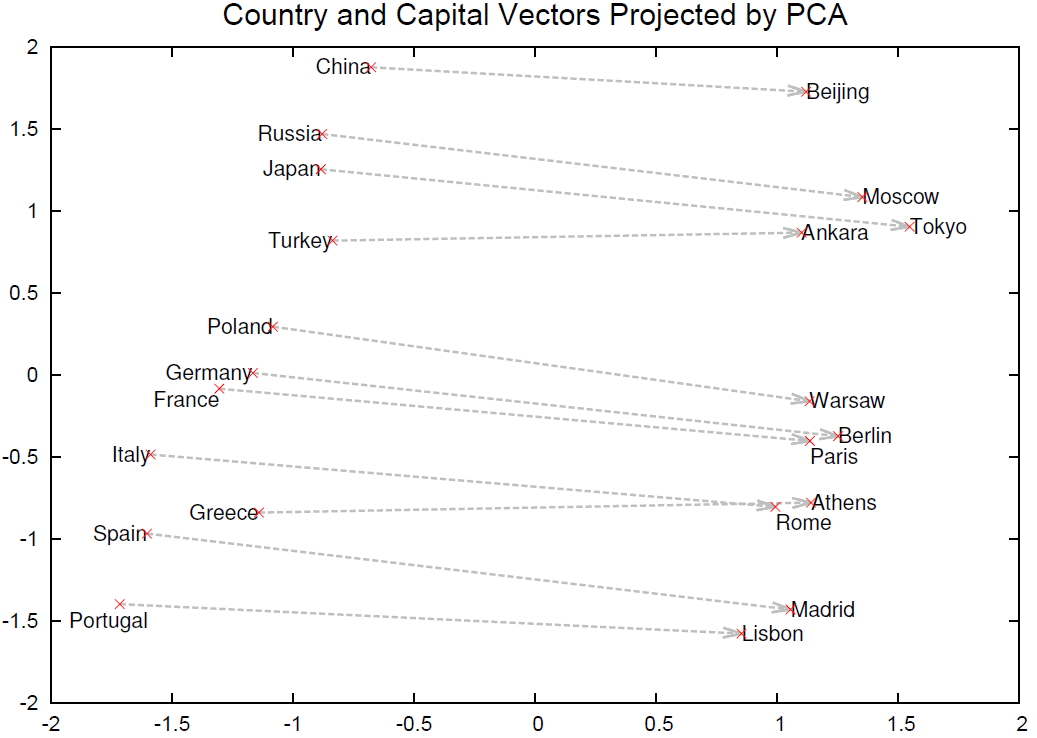 Country and Capital Vectors Projected by PCA
2
China
Beijing
1.5
Russia
Japan
Moscow
1
Tokyo
Turkey
Ankara
0.5
Poland
0
Germany
France
Warsaw
Berlin
-0.5
Italy
Paris
Greece
Athens
Rome
-1
Spain
Madrid
-1.5
Portugal
Lisbon
-2
-2 -1.5 -1 -0.5 0 0.5 1 1.5 2